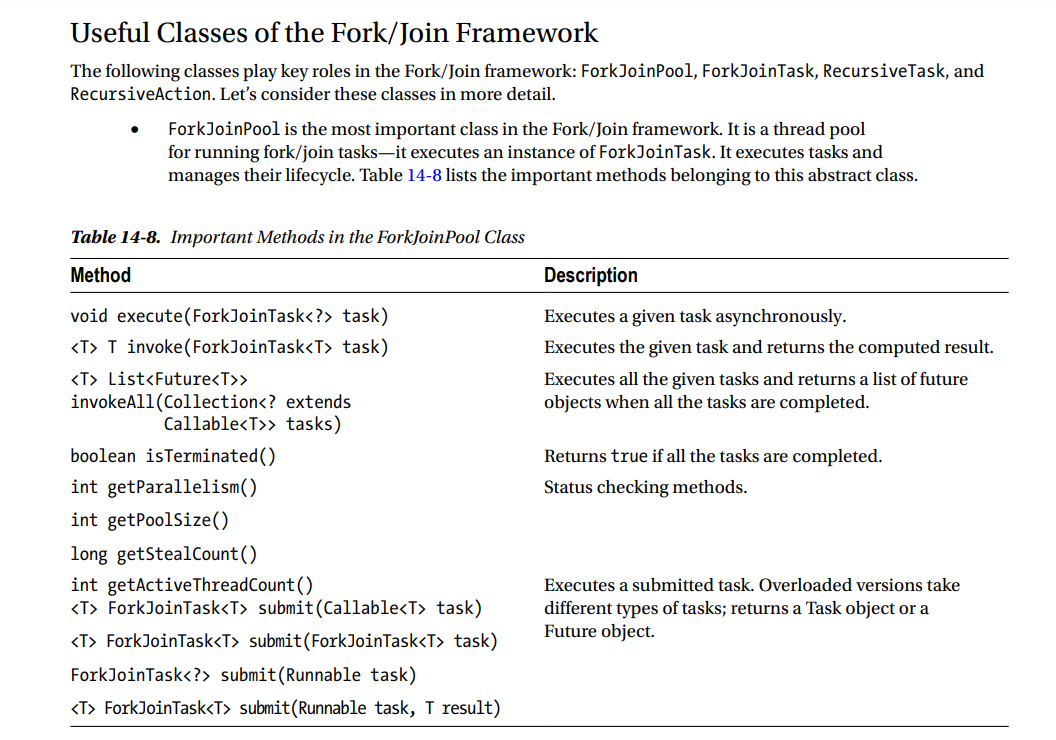 Useful Classes of the Fork/Join Framework
The following classes play key roles in the Fork/Join framework: ForkJoinPool, ForkJoinTask, RecursiveTask, and
RecursiveAction. Let’s consider these classes in more detail.
• ForkJoinPool is the most important class in the Fork/Join framework. It is a thread pool
for running fork/join tasks—it executes an instance of ForkJoinTask. It executes tasks and
manages their lifecycle. Table 14-8 lists the important methods belonging to this abstract class.
Table 14-8. Important Methods in the ForkJoinPool Class
Method Description
void execute(ForkJoinTask<?> task) Executes a given task asynchronously.
<T> T invoke(ForkJoinTask<T> task) Executes the given task and returns the computed result.
<T> List<Future<T>> Executes all the given tasks and returns a list of future
invokeAll(Collection<? extends objects when all the tasks are completed.
Callable<T>> tasks)
boolean isTerminated() Returns true if all the tasks are completed.
int getParallelism() Status checking methods.
int getPoolSize()
long getStealCount()
int getActiveThreadCount() Executes a submitted task. Overloaded versions take
<T> ForkJoinTask<T> submit(Callable<T> task) different types of tasks; returns a Task object or a
Future object.
<T> ForkJoinTask<T> submit(ForkJoinTask<T> task)
ForkJoinTask<?> submit(Runnable task)
<T> ForkJoinTask<T> submit(Runnable task, T result)